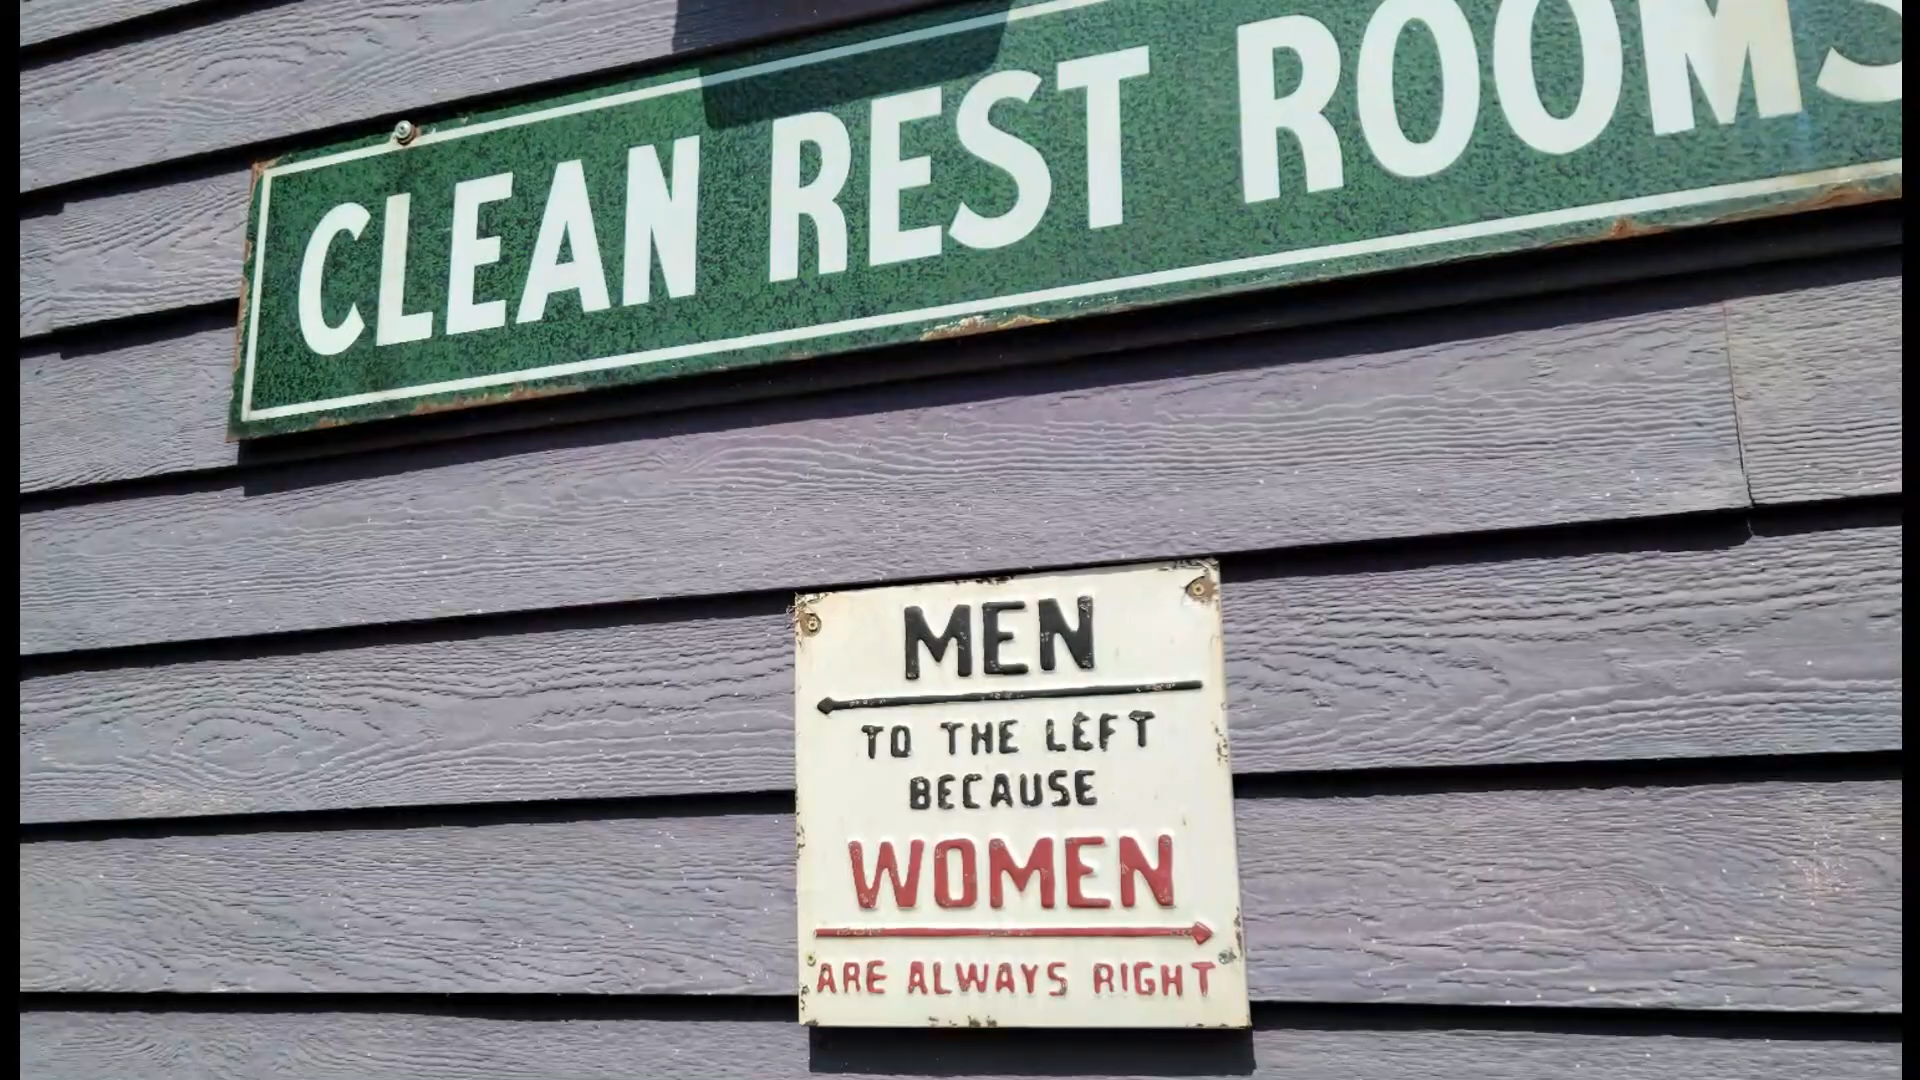 CLEAN REST ROOMS
MEN
TO THE LEFT
BECAUSE
WOMEN
ARE ALWAYS RIGHT